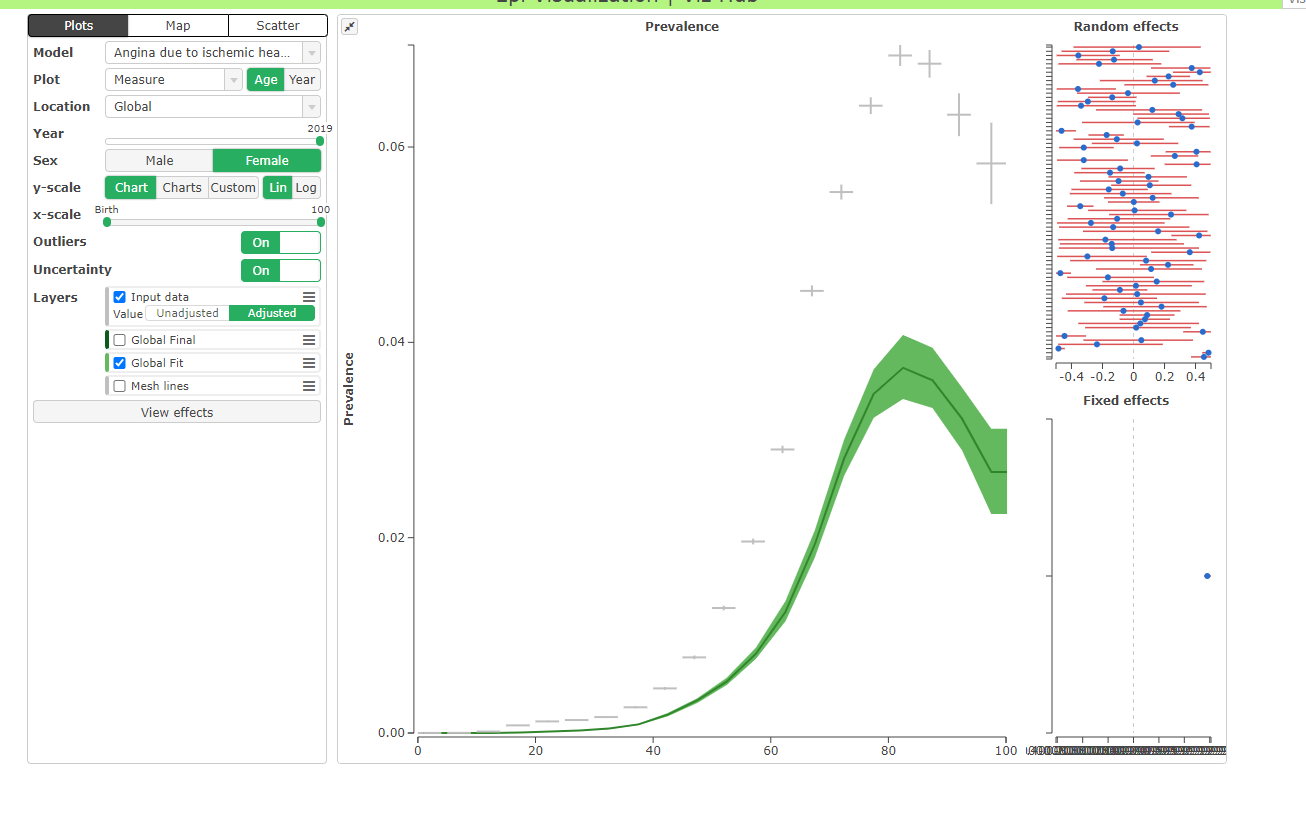 Plots Map Scatter
Model Angina due to ischemic hea...
Plot Measure Age Year
Location Global
Year 2019
Sex Male Female
y-scale Chart Charts Custom Lin Log
x-scale Birth 100
Outliers On
Uncertainty On
Layers Input data
Value Unadjusted Adjusted
Global Final
Global Fit
Mesh lines
View effects
Prevalence
Prevalence
0.06
0.04
0.02
0.00
0 20 40 60 80 100
Random effects
-0.4 -0.2 0 0.2 0.4
Fixed effects